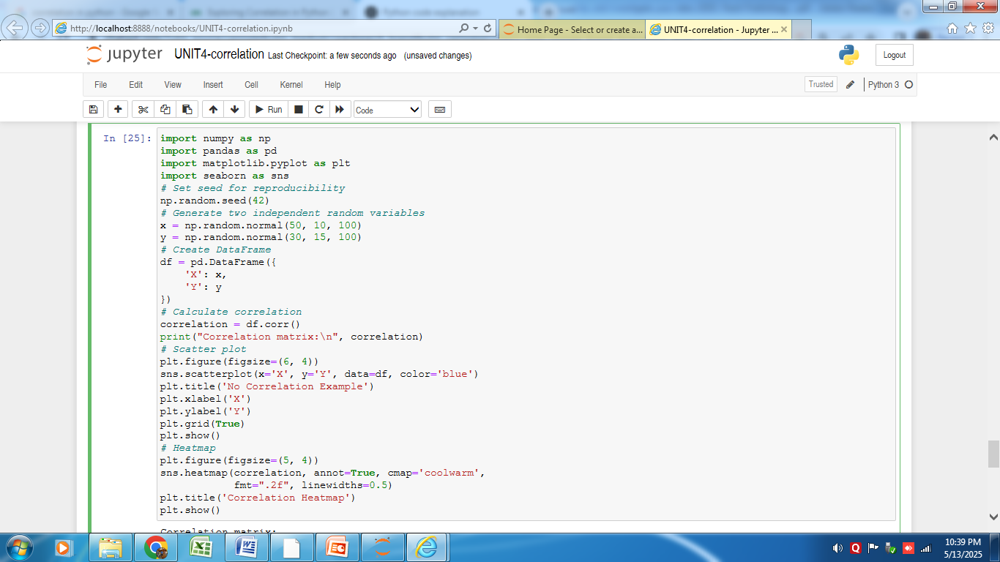 http://localhost:8888/notebooks/UNIT4-correlation.ipynb
Home Page - Select or create a...
UNIT4-correlation - Jupyter ...
jupyter UNIT4-correlation Last Checkpoint: a few seconds ago (unsaved changes)
Logout
File Edit View Insert Cell Kernel Help
Trusted Python 3
Run Code
In [25]:
import numpy as np
import pandas as pd
import matplotlib.pyplot as plt
import seaborn as sns
# Set seed for reproducibility
np.random.seed(42)
# Generate two independent random variables
x = np.random.normal(50, 10, 100)
y = np.random.normal(30, 15, 100)
# Create DataFrame
df = pd.DataFrame({
    'X': x,
    'Y': y
})
# Calculate correlation
correlation = df.corr()
print("Correlation matrix:\n", correlation)
# Scatter plot
plt.figure(figsize=(6, 4))
sns.scatterplot(x='X', y='Y', data=df, color='blue')
plt.title('No Correlation Example')
plt.xlabel('X')
plt.ylabel('Y')
plt.grid(True)
plt.show()
# Heatmap
plt.figure(figsize=(5, 4))
sns.heatmap(correlation, annot=True, cmap='coolwarm',
            fmt=".2f", linewidths=0.5)
plt.title('Correlation Heatmap')
plt.show()
Correlation matrix:
10:39 PM
5/13/2025